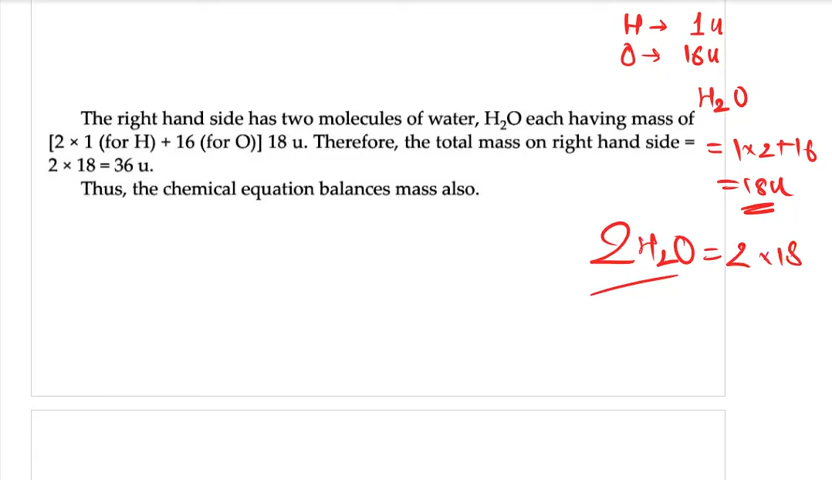 H → 1u
O → 16u
H₂O
The right hand side has two molecules of water, H₂O each having mass of
[2 × 1 (for H) + 16 (for O)] 18 u. Therefore, the total mass on right hand side =
= 1×2+16
2 × 18 = 36 u.
= 18u
Thus, the chemical equation balances mass also.
2H₂O = 2 × 18